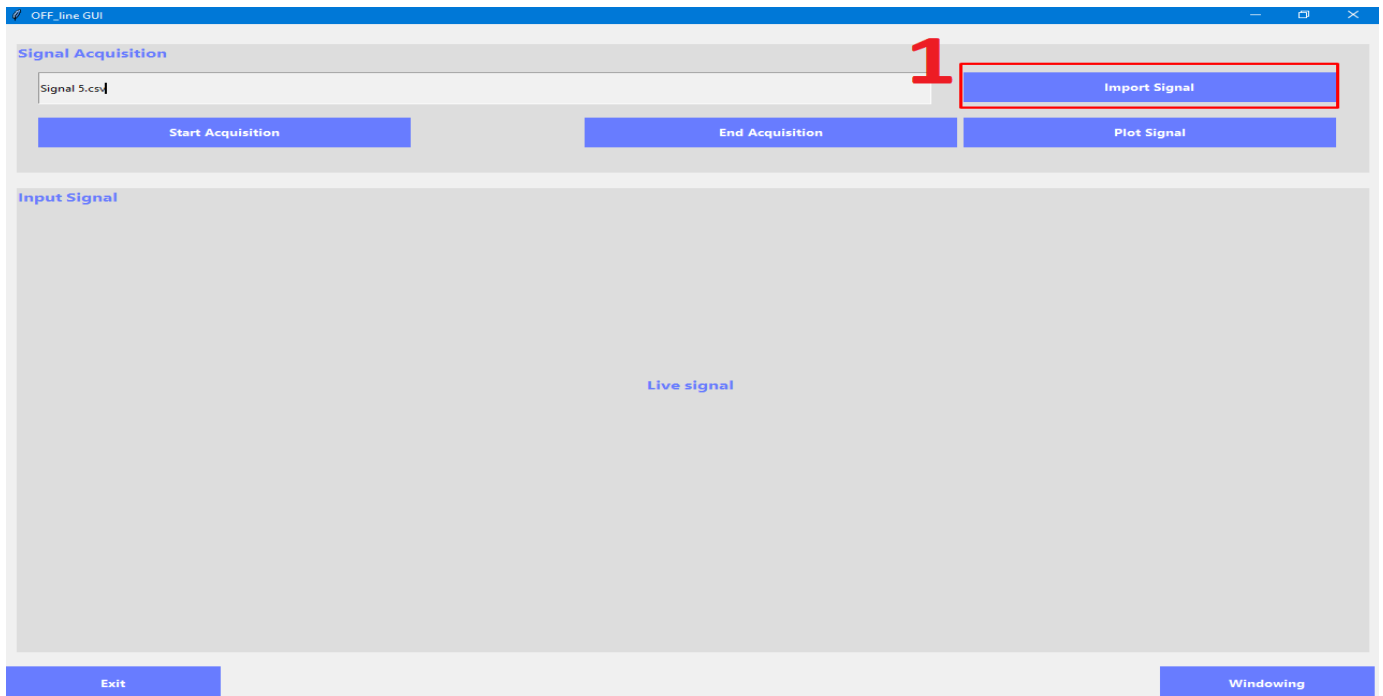 OFF_line GUI
Signal Acquisition
1
Signal 5.csv
Import Signal
Start Acquisition
End Acquisition
Plot Signal
Input Signal
Live signal
Exit
Windowing